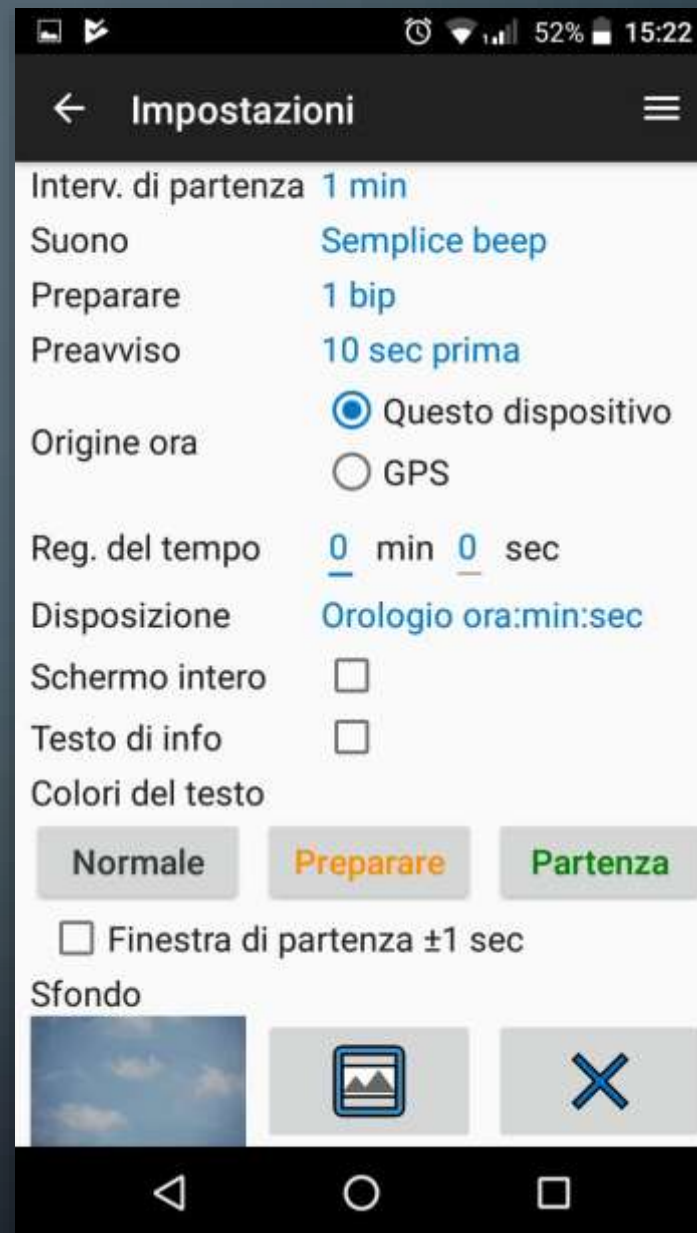 52% 15:22
Impostazioni
Interv. di partenza 1 min
Suono Semplice beep
Preparare 1 bip
Preavviso 10 sec prima
Origine ora
Questo dispositivo
GPS
Reg. del tempo 0 min 0 sec
Disposizione Orologio ora:min:sec
Schermo intero
Testo di info
Colori del testo
Normale Preparare Partenza
Finestra di partenza ±1 sec
Sfondo